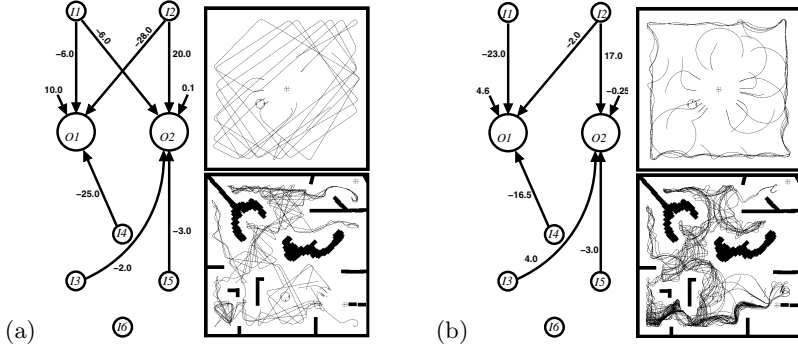 I1 I2
−6.0 −6.0 −28.0 20.0
10.0 0.1
O1 O2
−25.0
I4 −3.0
I3 −2.0 I5
(a) I6
I1 I2
−23.0 −2.0 17.0
4.6 −0.25
O1 O2
−16.5
I4 −3.0
I3 4.0 I5
(b) I6